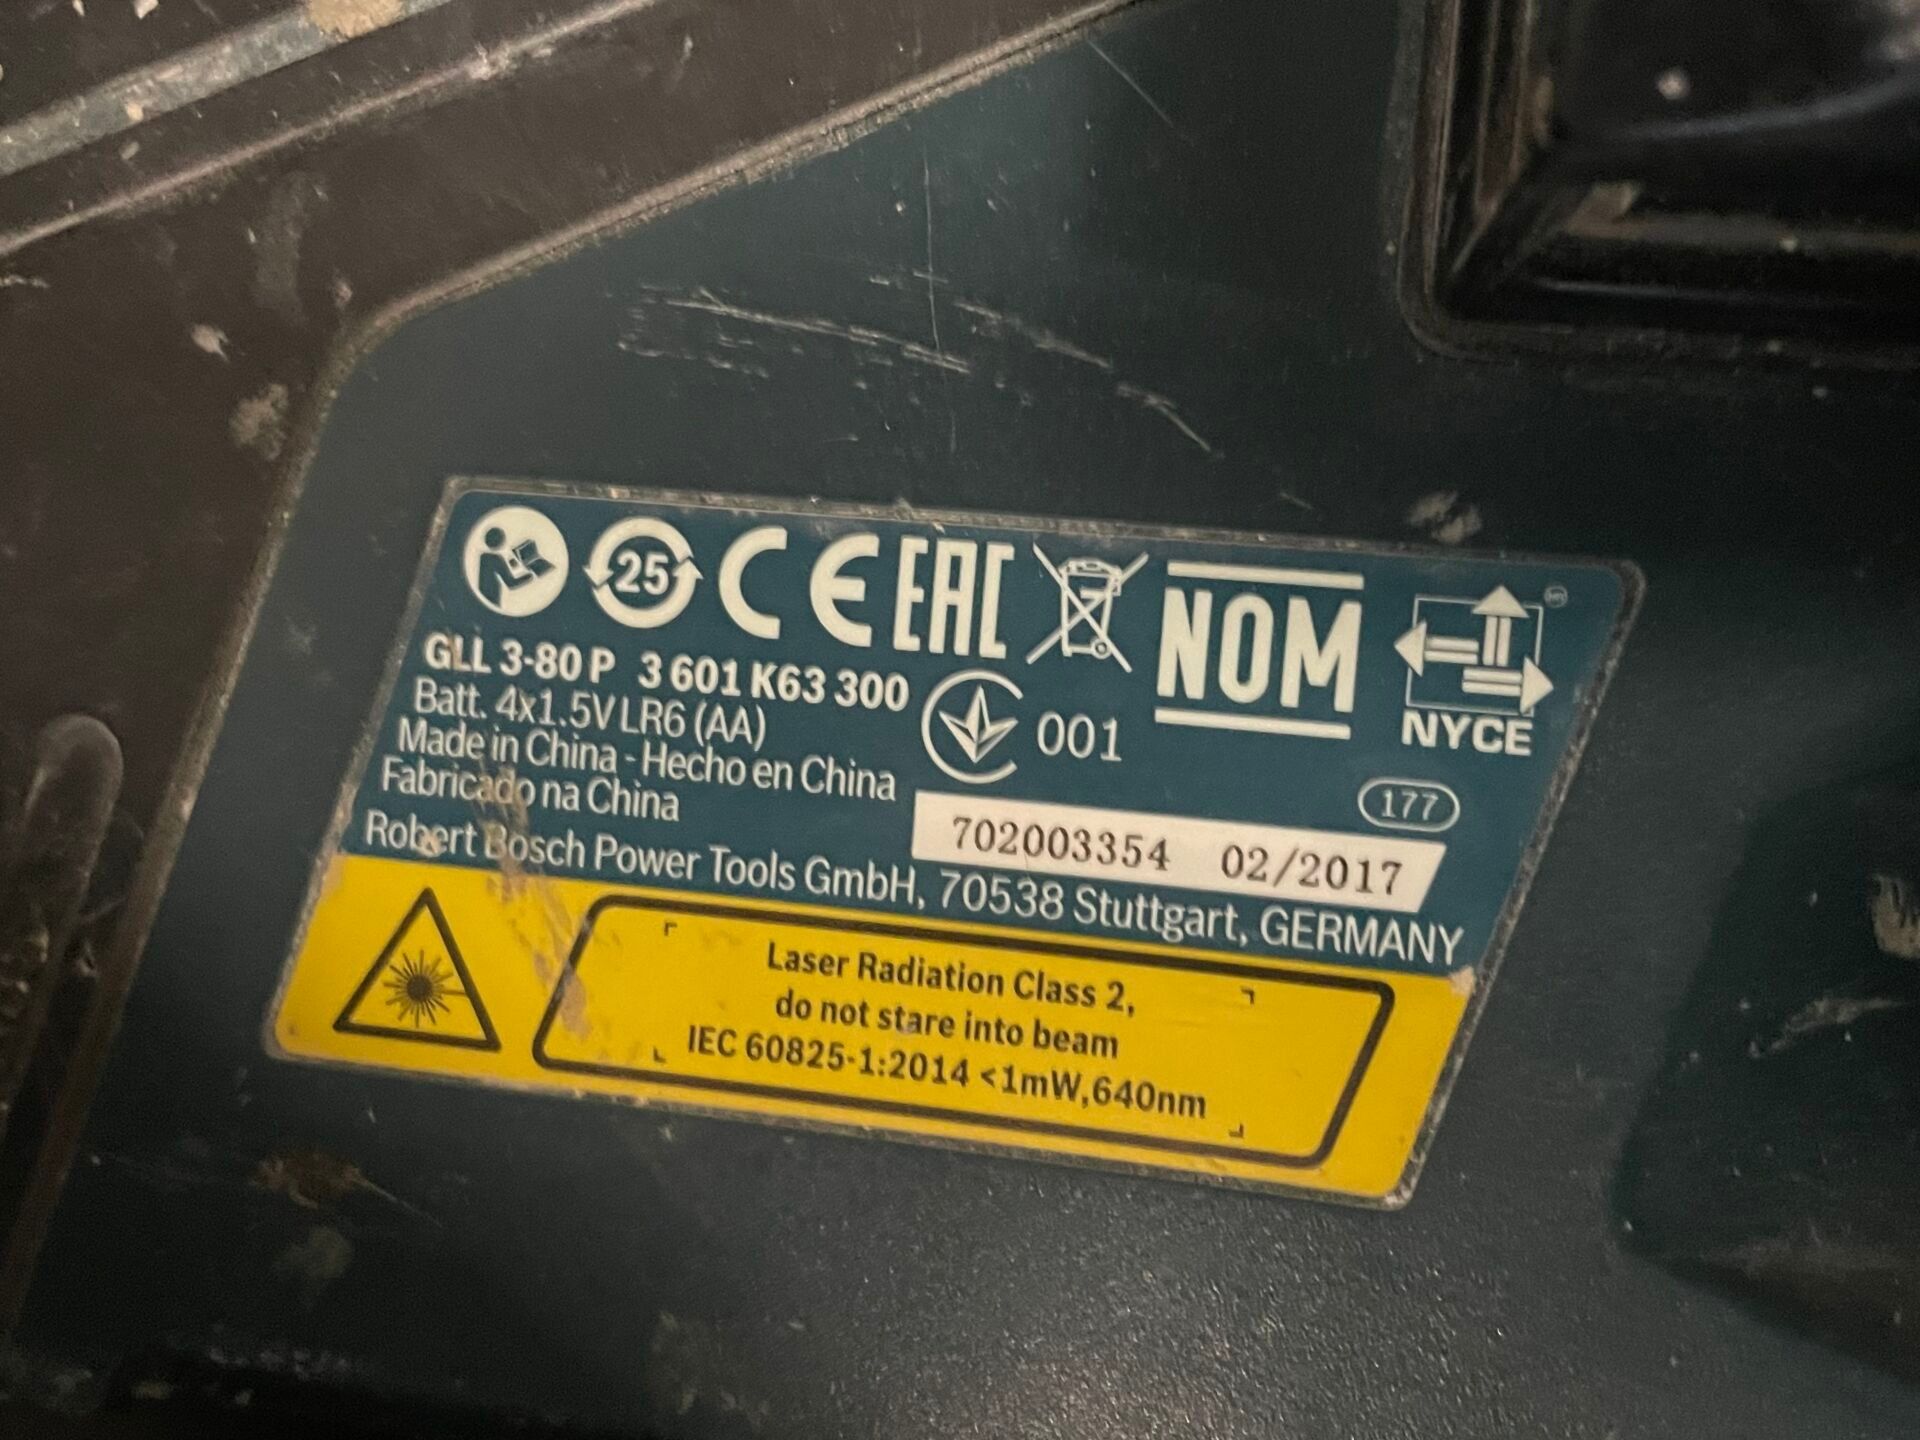 25 CE EAC NOM
GLL 3-80 P 3 601 K63 300
Batt. 4x1.5V LR6 (AA)
001
NYCE
Made in China - Hecho en China
Fabricado na China
177
702003354 02/2017
Robert Bosch Power Tools GmbH, 70538 Stuttgart, GERMANY
Laser Radiation Class 2,
do not stare into beam
IEC 60825-1:2014 <1mW,640nm